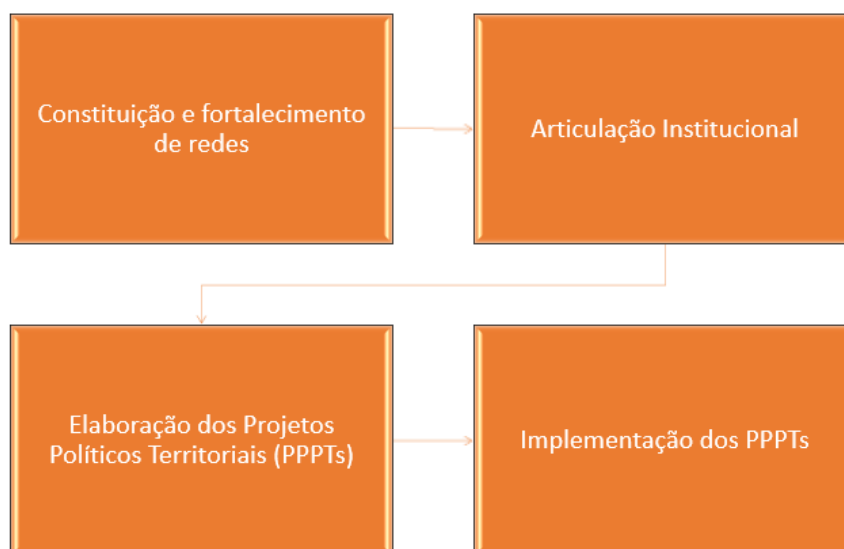 Constituição e fortalecimento
de redes
Articulação Institucional
Elaboração dos Projetos
Políticos Territoriais (PPPTs)
Implementação dos PPPTs